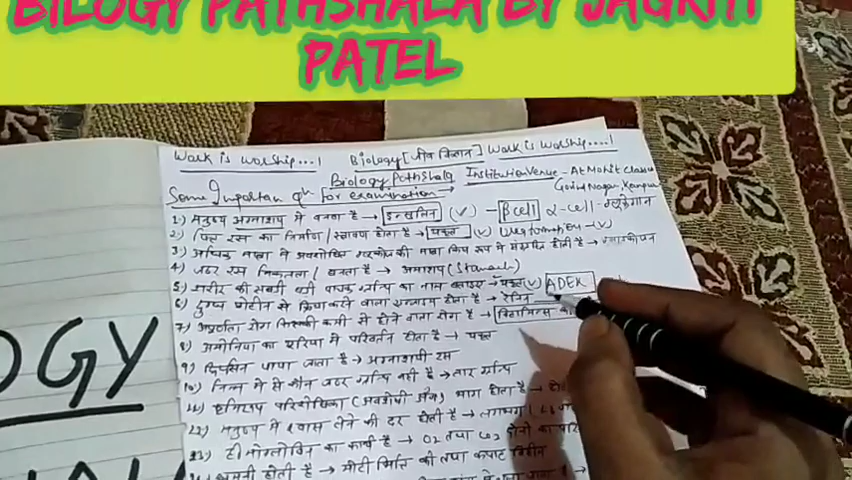 BILOGY PATHSHALA BY JAGRITI
PATEL
Work is worship....! Biology [जीव विज्ञान] Work is worship....!
Biology Pathshala Institution Venue - At Mohit Classes
Some Important qn for examination → Govind Nagar, Kanpur
1) मनुष्य अग्नाशय में बनता है → इन्सुलिन (v) - β cell α-cell - ग्लूकेगान
2) पित्त रस का निर्माण / स्त्रावण होता है → यकृत (v)
3) अधिक मात्रा में अवशोषित ग्लूकोज की मात्रा किस रूप में संग्रहित होती है → ग्लाइकोजन
4) जठर रस निकलता / बनता है → आमाशय (Stomach)
5) शरीर की सबसे बड़ी पाचक ग्रन्थि का नाम बताइए → यकृत (v) ADEK
6) दुग्ध प्रोटीन से क्रिया करने वाला एन्जाइम होता है → रेनिन
7) अपूर्णता रोग जिसकी कमी से होने वाला रोग है → विटामिन्स की
8) अमोनिया का यूरिया में परिवर्तन होता है → यकृत
9) ट्रिप्सिन पाया जाता है → अग्नाशयी रस
10) निम्न में से कौन जठर ग्रन्थि नहीं है → लार ग्रन्थि
11) कृमिरूप परिशेषिका (अवशेषी अंग) भाग होता है →
12) मनुष्य में श्वास लेने की दर होती है → लगभग
13) हीमोग्लोबिन का कार्य है → O2 तथा CO2 दोनो का
14) धमनी होती है → मोटी भित्ति की तथा कपाट विहीन
OGY